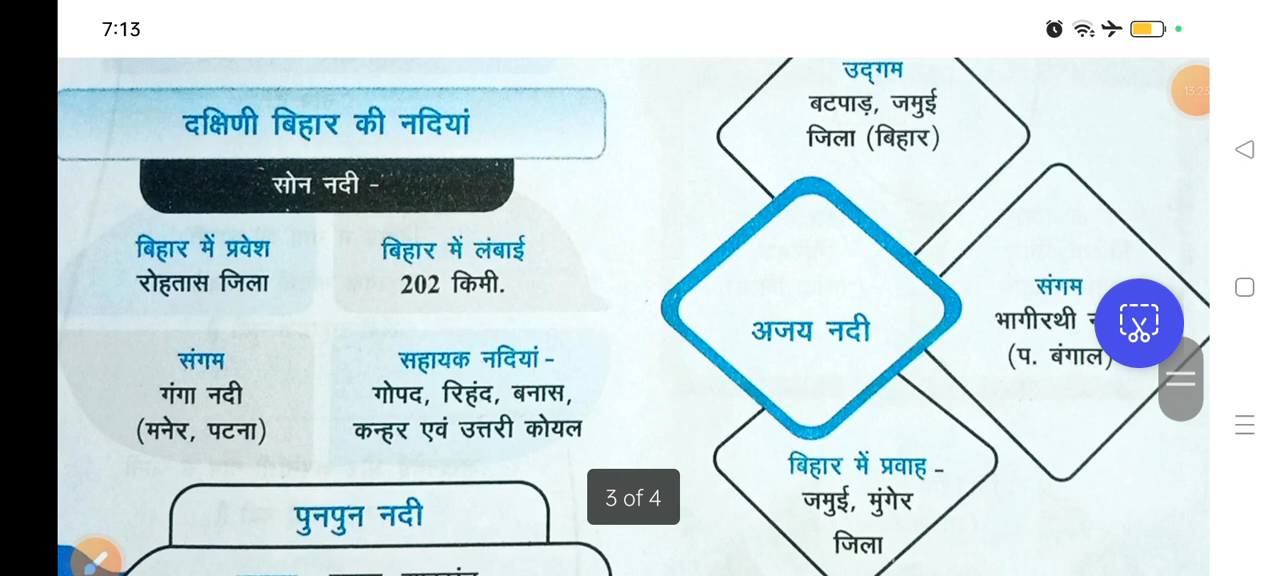 7:13
दक्षिणी बिहार की नदियां
सोन नदी -
बिहार में प्रवेश
रोहतास जिला
बिहार में लंबाई
202 किमी.
संगम
गंगा नदी
(मनेर, पटना)
सहायक नदियां -
गोपद, रिहंद, बनास,
कन्हर एवं उत्तरी कोयल
पुनपुन नदी
3 of 4
उद्गम
बटपाड़, जमुई
जिला (बिहार)
अजय नदी
संगम
भागीरथी
(प. बंगाल)
बिहार में प्रवाह -
जमुई, मुंगेर
जिला
13:23